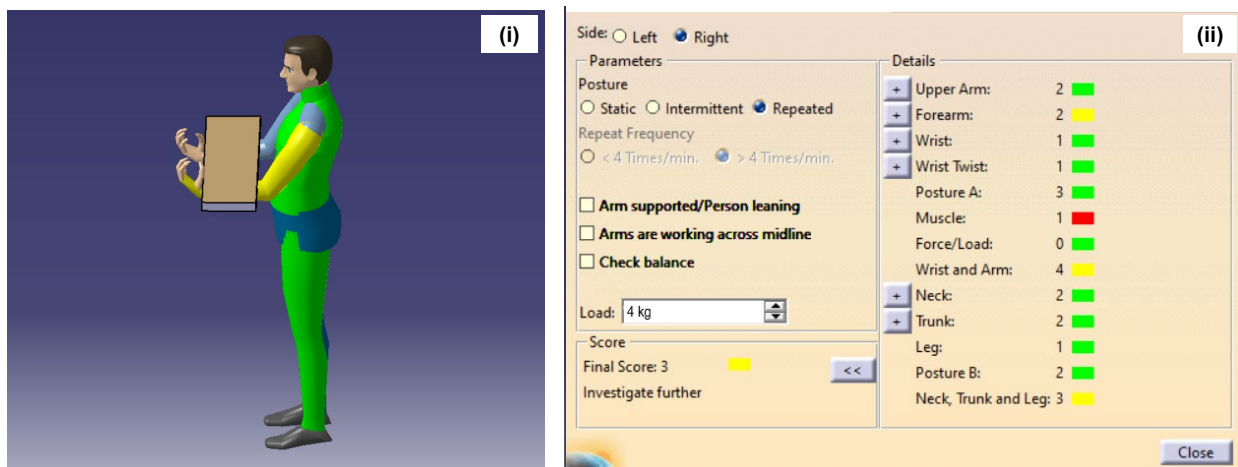 (i)
(ii)
Side: Left Right
Parameters
Posture
Static Intermittent Repeated
Repeat Frequency
< 4 Times/min. > 4 Times/min.
Arm supported/Person leaning
Arms are working across midline
Check balance
Load: 4 kg
Score
Final Score: 3
<<
Investigate further
Details
+ Upper Arm: 2
+ Forearm: 2
+ Wrist: 1
+ Wrist Twist: 1
Posture A: 3
Muscle: 1
Force/Load: 0
Wrist and Arm: 4
+ Neck: 2
+ Trunk: 2
Leg: 1
Posture B: 2
Neck, Trunk and Leg: 3
Close